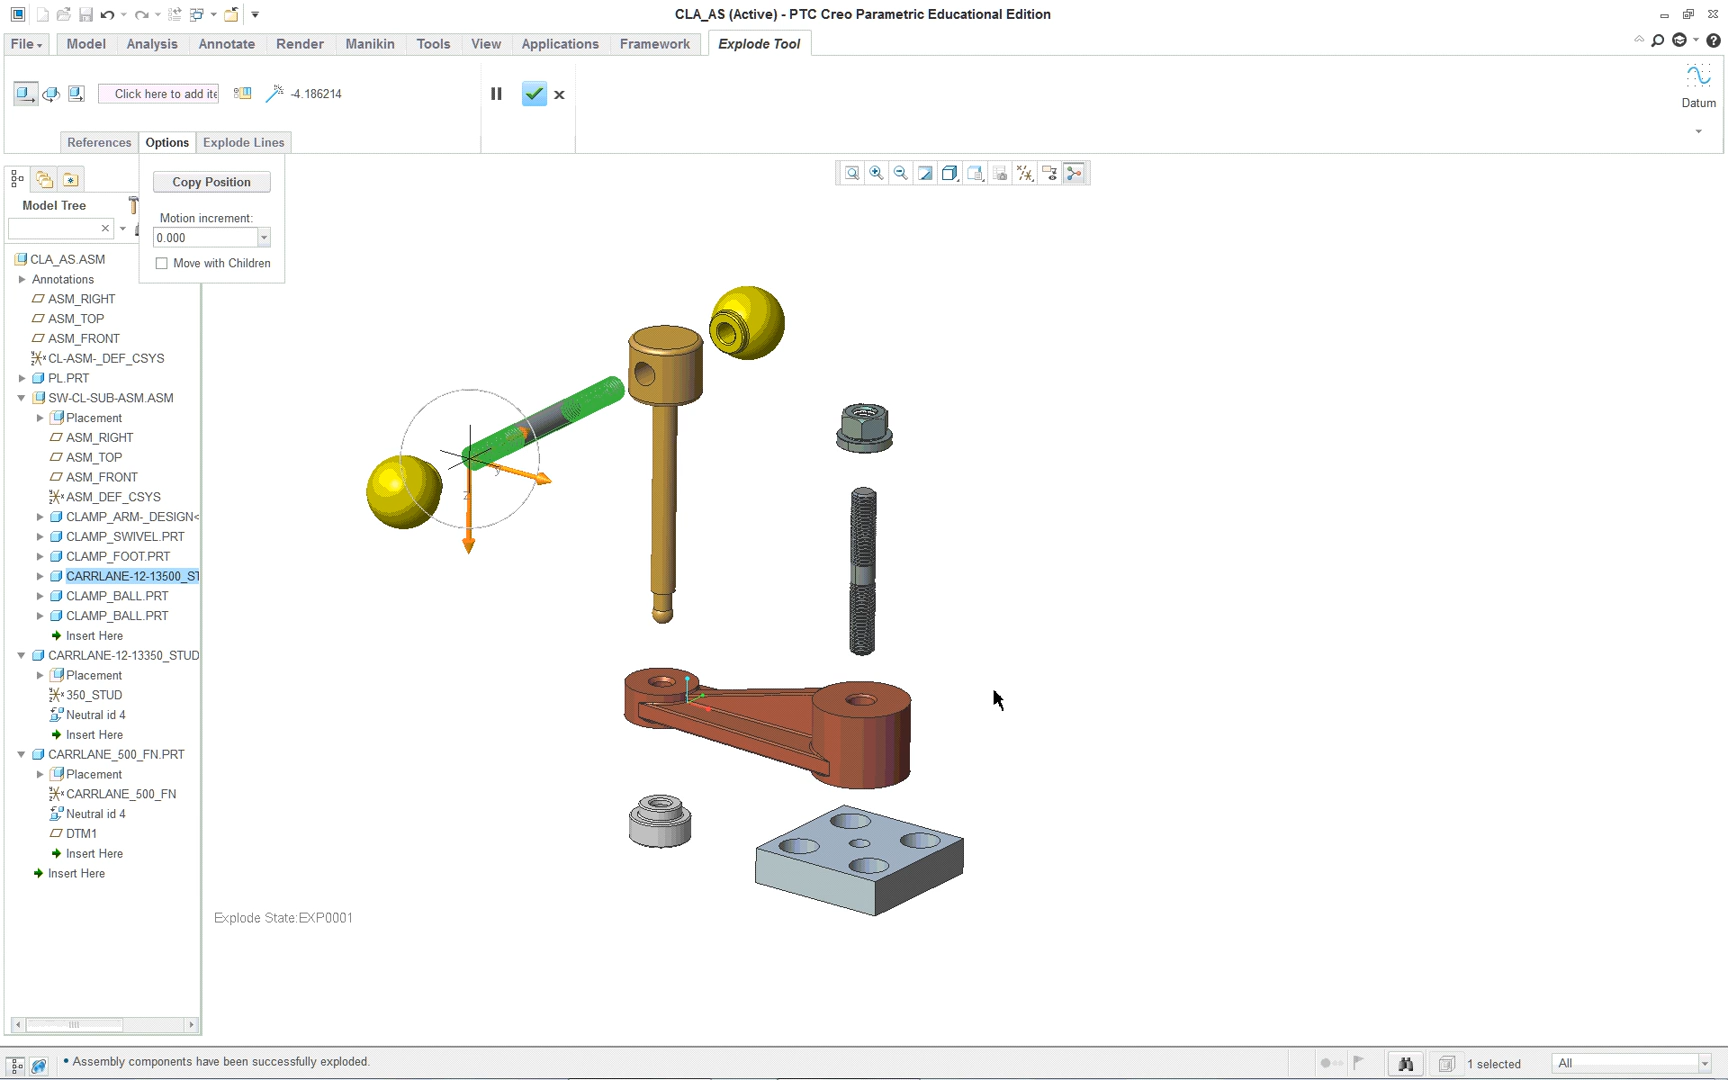 CLA_AS (Active) - PTC Creo Parametric Educational Edition
File
Model
Analysis
Annotate
Render
Manikin
Tools
View
Applications
Framework
Explode Tool
Click here to add ite
-4.186214
Datum
References
Options
Explode Lines
Copy Position
Motion increment:
0.000
Move with Children
Model Tree
CLA_AS.ASM
Annotations
ASM_RIGHT
ASM_TOP
ASM_FRONT
CL-ASM-_DEF_CSYS
PL.PRT
SW-CL-SUB-ASM.ASM
Placement
ASM_RIGHT
ASM_TOP
ASM_FRONT
ASM_DEF_CSYS
CLAMP_ARM-_DESIGN<
CLAMP_SWIVEL.PRT
CLAMP_FOOT.PRT
CARRLANE-12-13500_ST
CLAMP_BALL.PRT
CLAMP_BALL.PRT
Insert Here
CARRLANE-12-13350_STUD
Placement
350_STUD
Neutral id 4
Insert Here
CARRLANE_500_FN.PRT
Placement
CARRLANE_500_FN
Neutral id 4
DTM1
Insert Here
Insert Here
y
z
Explode State:EXP0001
Assembly components have been successfully exploded.
1 selected
All